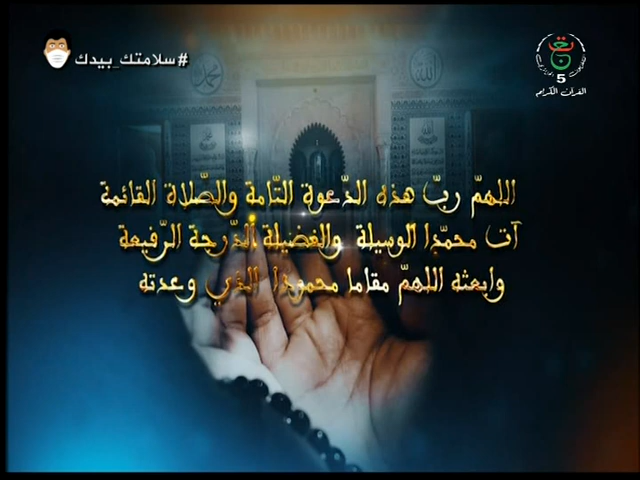 #سلامتك_بيدك
5
القرآن الكريم
اللهمّ ربّ هذه الدّعوة التّامة والصّلاة القائمة
آت محمّدا الوسيلة والفضيلة الدّرجة الرّفيعة
وابعثه اللهمّ مقاما محمودا الذي وعدته